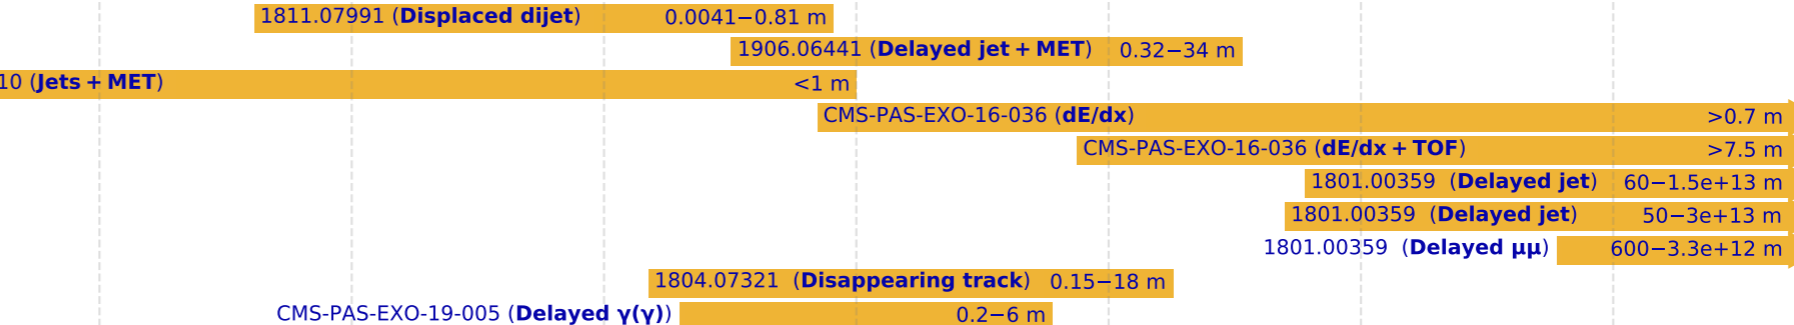 1811.07991 (Displaced dijet) 0.0041−0.81 m
1906.06441 (Delayed jet + MET) 0.32−34 m
10 (Jets + MET) <1 m
CMS-PAS-EXO-16-036 (dE/dx) >0.7 m
CMS-PAS-EXO-16-036 (dE/dx + TOF) >7.5 m
1801.00359 (Delayed jet) 60−1.5e+13 m
1801.00359 (Delayed jet) 50−3e+13 m
1801.00359 (Delayed μμ) 600−3.3e+12 m
1804.07321 (Disappearing track) 0.15−18 m
CMS-PAS-EXO-19-005 (Delayed γ(γ)) 0.2−6 m